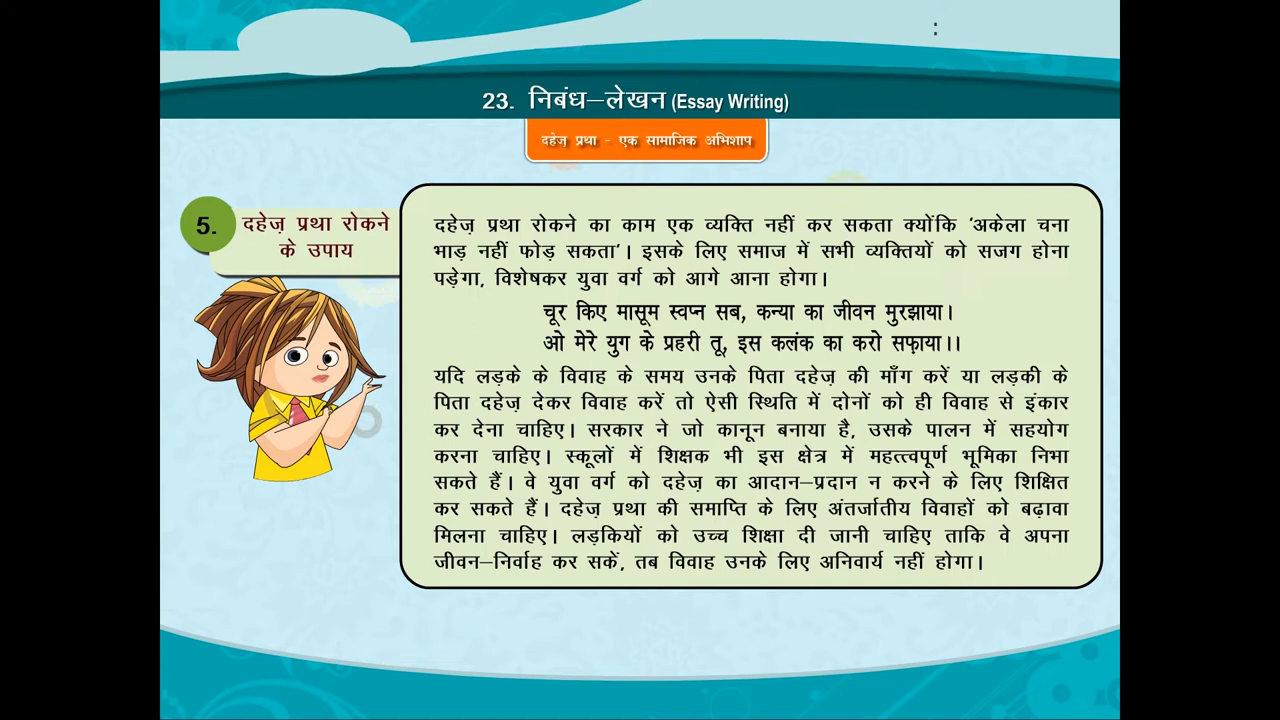 :
23. निबंध–लेखन (Essay Writing)
दहेज़ प्रथा - एक सामाजिक अभिशाप
5.
दहेज़ प्रथा रोकने
के उपाय
दहेज़ प्रथा रोकने का काम एक व्यक्ति नहीं कर सकता क्योंकि ‘अकेला चना
भाड़ नहीं फोड़ सकता’। इसके लिए समाज में सभी व्यक्तियों को सजग होना
पड़ेगा, विशेषकर युवा वर्ग को आगे आना होगा।
चूर किए मासूम स्वप्न सब, कन्या का जीवन मुरझाया।
ओ मेरे युग के प्रहरी तू, इस कलंक का करो सफ़ाया।।
यदि लड़के के विवाह के समय उनके पिता दहेज़ की माँग करें या लड़की के
पिता दहेज़ देकर विवाह करें तो ऐसी स्थिति में दोनों को ही विवाह से इंकार
कर देना चाहिए। सरकार ने जो कानून बनाया है, उसके पालन में सहयोग
करना चाहिए। स्कूलों में शिक्षक भी इस क्षेत्र में महत्त्वपूर्ण भूमिका निभा
सकते हैं। वे युवा वर्ग को दहेज़ का आदान–प्रदान न करने के लिए शिक्षित
कर सकते हैं। दहेज़ प्रथा की समाप्ति के लिए अंतर्जातीय विवाहों को बढ़ावा
मिलना चाहिए। लड़कियों को उच्च शिक्षा दी जानी चाहिए ताकि वे अपना
जीवन–निर्वाह कर सकें, तब विवाह उनके लिए अनिवार्य नहीं होगा।